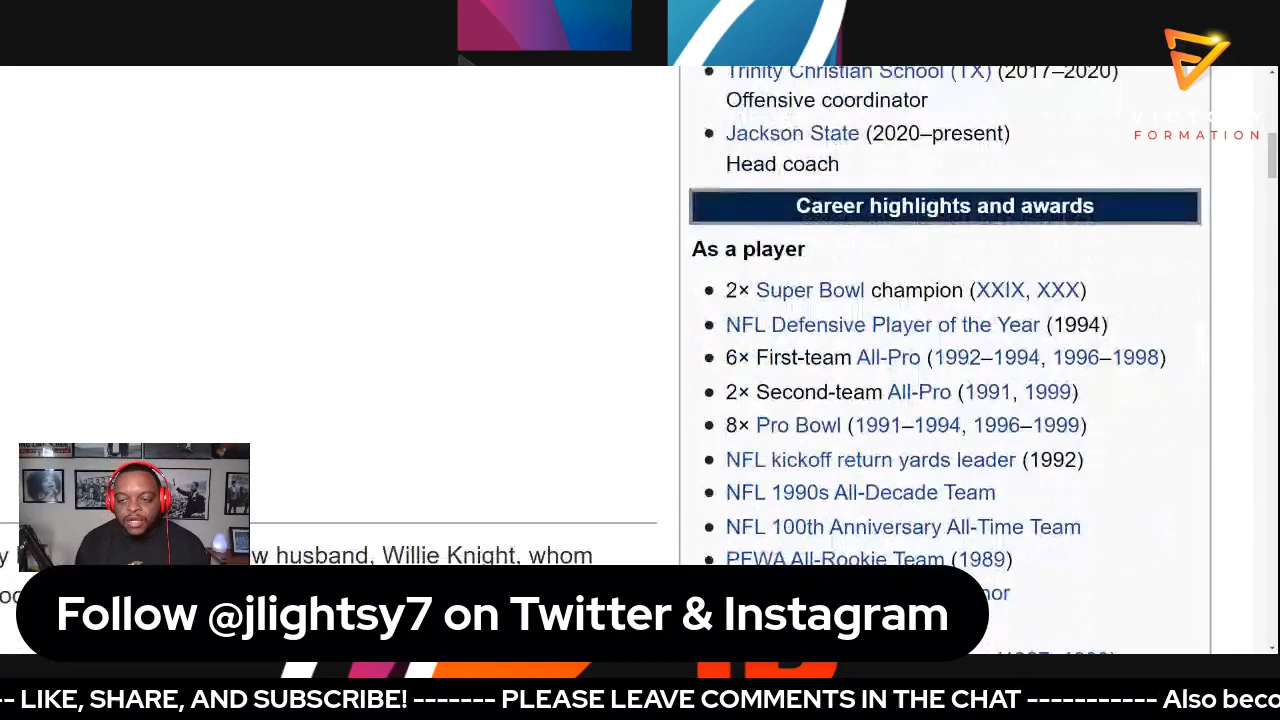 Trinity Christian School (TX) (2017–2020)
Offensive coordinator
Jackson State (2020–present)
Head coach
FORMATION
Career highlights and awards
As a player
2× Super Bowl champion (XXIX, XXX)
NFL Defensive Player of the Year (1994)
6× First-team All-Pro (1992–1994, 1996–1998)
2× Second-team All-Pro (1991, 1999)
8× Pro Bowl (1991–1994, 1996–1999)
NFL kickoff return yards leader (1992)
NFL 1990s All-Decade Team
NFL 100th Anniversary All-Time Team
PFWA All-Rookie Team (1989)
husband, Willie Knight, whom
Follow @jlightsy7 on Twitter & Instagram
-- LIKE, SHARE, AND SUBSCRIBE! ------- PLEASE LEAVE COMMENTS IN THE CHAT ----------- Also